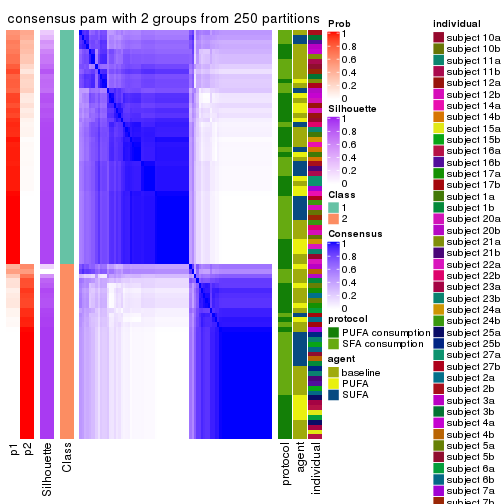 consensus pam with 2 groups from 250 partitions
Prob
1
0.8
0.6
0.4
0.2
0
Silhouette
1
0.8
0.6
0.4
0.2
0
Class
1
2
Consensus
1
0.8
0.6
0.4
0.2
0
protocol
PUFA consumption
SFA consumption
agent
baseline
PUFA
SUFA
individual
subject 10a
subject 10b
subject 11a
subject 11b
subject 12a
subject 12b
subject 14a
subject 14b
subject 15a
subject 15b
subject 16a
subject 16b
subject 17a
subject 17b
subject 1a
subject 1b
subject 20a
subject 20b
subject 21a
subject 21b
subject 22a
subject 22b
subject 23a
subject 23b
subject 24a
subject 24b
subject 25a
subject 25b
subject 27a
subject 27b
subject 2a
subject 2b
subject 3a
subject 3b
subject 4a
subject 4b
subject 5a
subject 5b
subject 6a
subject 6b
subject 7a
subject 7b
p1
p2
Silhouette
Class
protocol
agent
individual